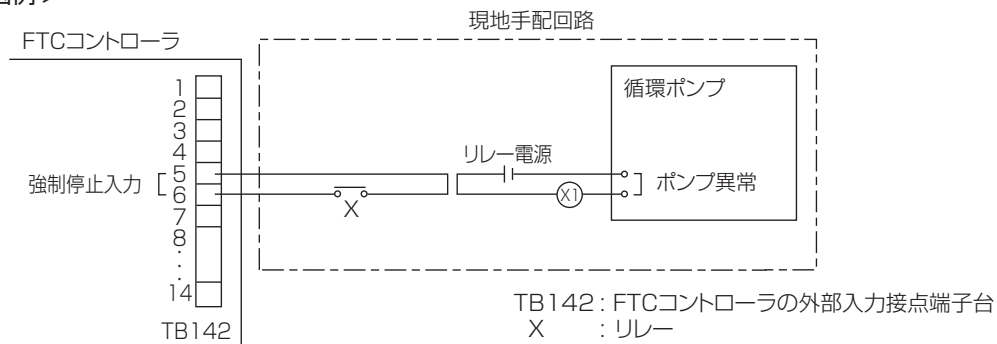 現地手配回路
FTCコントローラ
循環ポンプ
1
2
3
4
リレー電源
強制停止入力
5
6
X
X1
ポンプ異常
7
8
14
TB142
TB142 : FTCコントローラの外部入力接点端子台
X : リレー